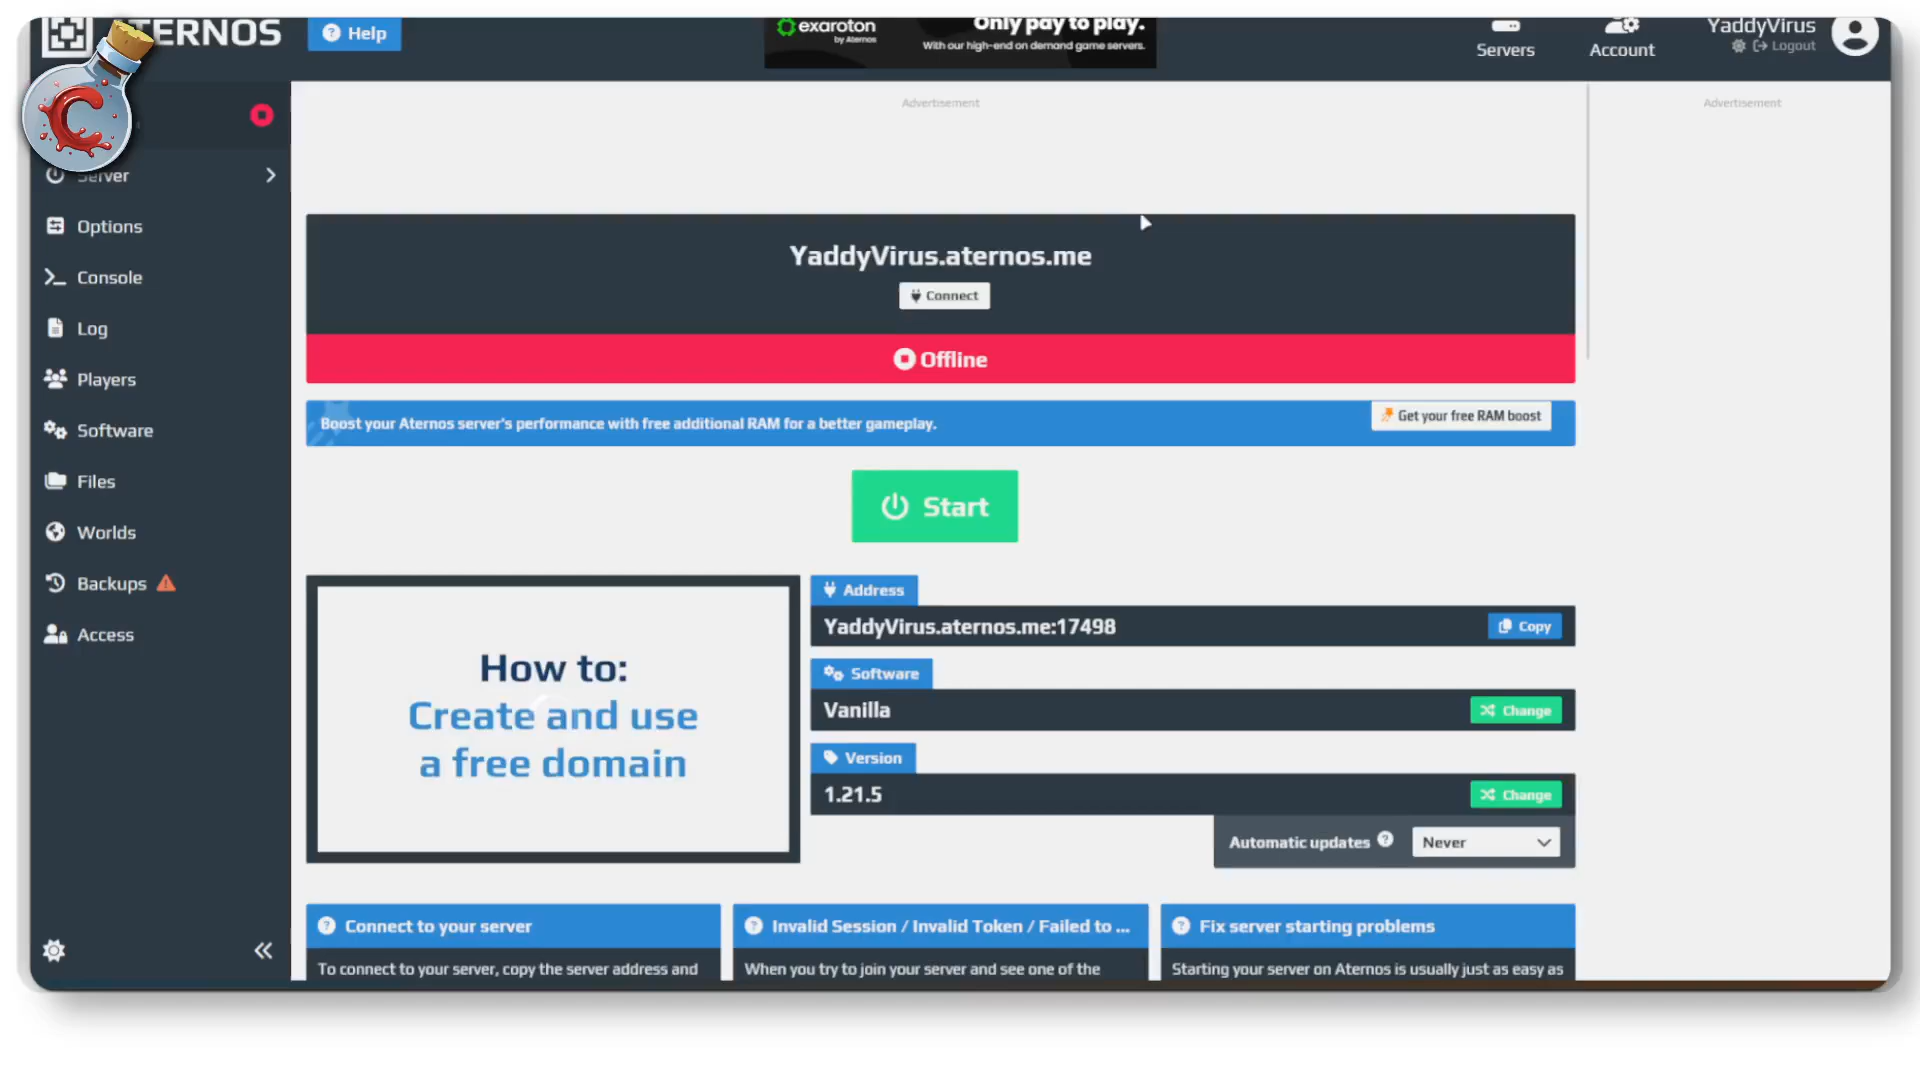 ERNOS
Help
exaroton
by Aternos
Only pay to play.
With our high-end on demand game servers.
Servers
Account
YaddyVirus
Logout
C
Advertisement
Advertisement
Server
Options
Console
Log
Players
Software
Files
Worlds
Backups
Access
YaddyVirus.aternos.me
Connect
Offline
Boost your Aternos server's performance with free additional RAM for a better gameplay.
Get your free RAM boost
Start
How to:
Create and use
a free domain
Address
YaddyVirus.aternos.me:17498
Copy
Software
Vanilla
Change
Version
1.21.5
Change
Automatic updates
Never
Connect to your server
To connect to your server, copy the server address and
Invalid Session / Invalid Token / Failed to ...
When you try to join your server and see one of the
Fix server starting problems
Starting your server on Aternos is usually just as easy as